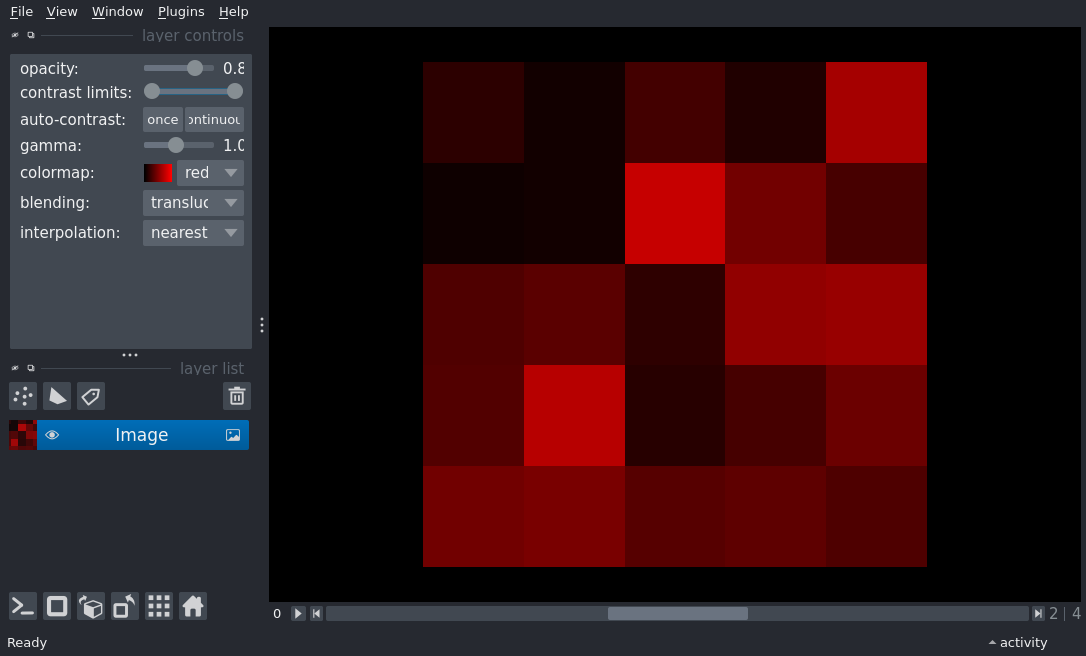 File View Window Plugins Help
layer controls
opacity: 0.8
contrast limits:
auto-contrast: once ontinuou
gamma: 1.0
colormap: red
blending: transluc
interpolation: nearest
layer list
Image
0 2 | 4
Ready
activity